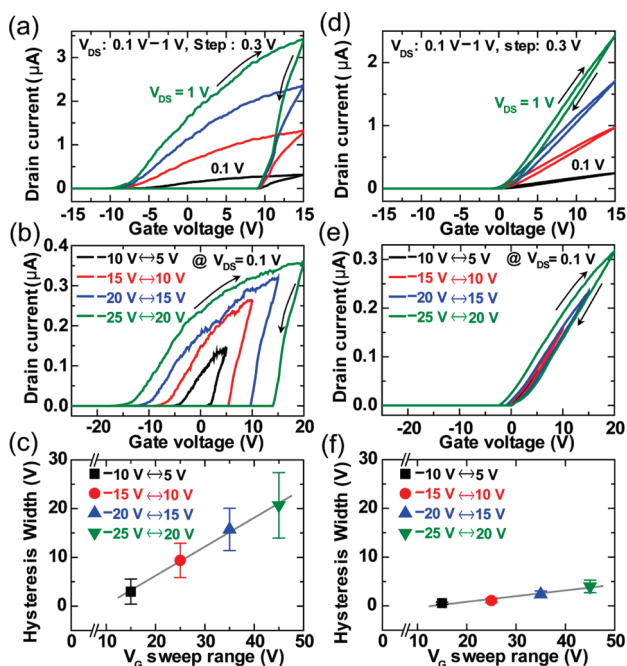 (a)
V_DS: 0.1 V−1 V, Step : 0.3 V
V_DS = 1 V
0.1 V
Drain current (μA)
3
2
1
0
-15 -10 -5 0 5 10 15
Gate voltage (V)
(d)
V_DS: 0.1 V−1 V, step: 0.3 V
V_DS = 1 V
0.1 V
Drain current (μA)
2
1
0
-15 -10 -5 0 5 10 15
Gate voltage (V)
(b)
−10 V↔5 V
@ V_DS= 0.1 V
−15 V↔10 V
−20 V↔15 V
−25 V↔20 V
Drain current (μA)
0.4
0.3
0.2
0.1
0.0
-20 -10 0 10 20
Gate voltage (V)
(e)
−10 V↔5 V
@ V_DS= 0.1 V
−15 V↔10 V
−20 V↔15 V
−25 V↔20 V
Drain current (μA)
0.3
0.2
0.1
0.0
-20 -10 0 10 20
Gate voltage (V)
(c)
−10 V↔5 V
−15 V↔10 V
−20 V↔15 V
−25 V↔20 V
Hysteresis Width (V)
30
20
10
0
0 10 20 30 40 50
V_G sweep range (V)
(f)
−10 V↔5 V
−15 V↔10 V
−20 V↔15 V
−25 V↔20 V
Hysteresis Width (V)
30
20
10
0
0 10 20 30 40 50
V_G sweep range (V)